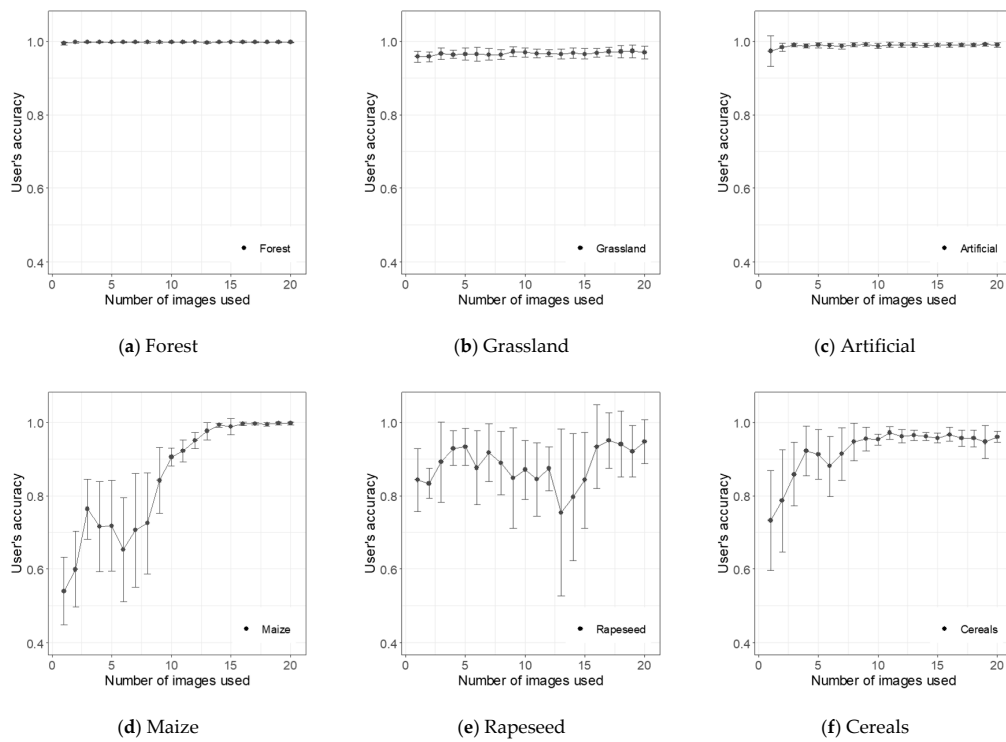 1.0
0.8
0.6
0.4
User's accuracy
0 5 10 15 20
Number of images used
Forest
(a) Forest
1.0
0.8
0.6
0.4
User's accuracy
0 5 10 15 20
Number of images used
Grassland
(b) Grassland
1.0
0.8
0.6
0.4
User's accuracy
0 5 10 15 20
Number of images used
Artificial
(c) Artificial
1.0
0.8
0.6
0.4
User's accuracy
0 5 10 15 20
Number of images used
Maize
(d) Maize
1.0
0.8
0.6
0.4
User's accuracy
0 5 10 15 20
Number of images used
Rapeseed
(e) Rapeseed
1.0
0.8
0.6
0.4
User's accuracy
0 5 10 15 20
Number of images used
Cereals
(f) Cereals